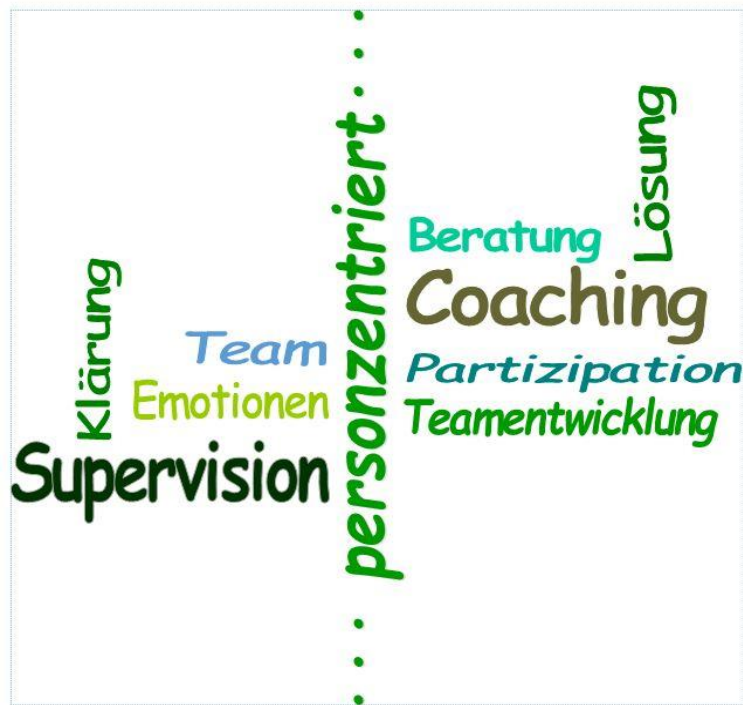 Klärung
Team
Emotionen
Supervision
. . . personzentriert . . .
Lösung
Beratung
Coaching
Partizipation
Teamentwicklung